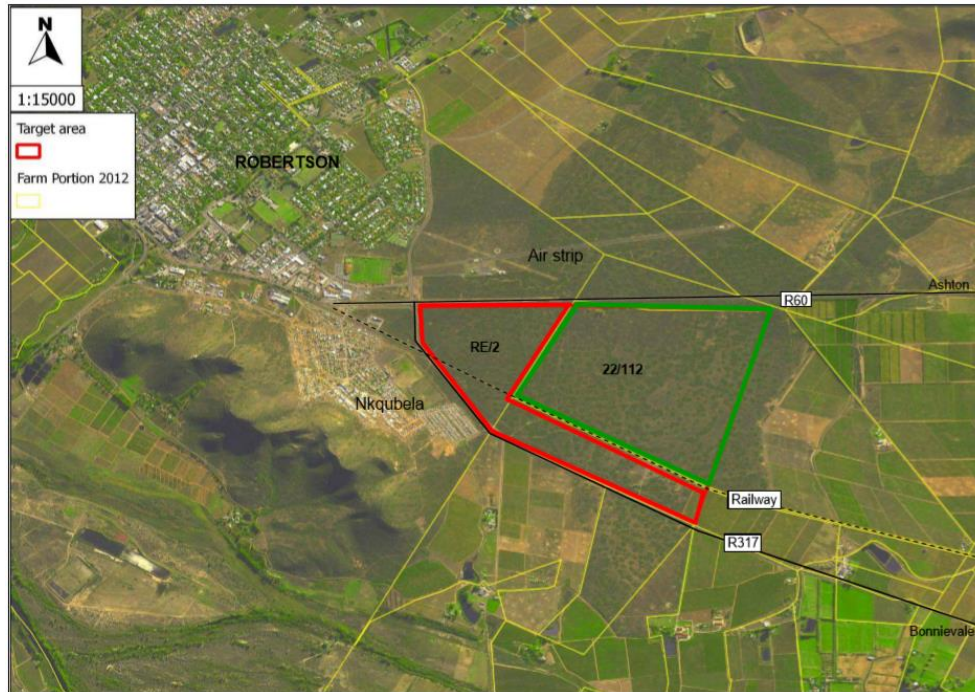 N
1:15000
Target area
Farm Portion 2012
ROBERTSON
Air strip
Ashton
R60
RE/2
22/112
Nkqubela
Railway
R317
Bonnievale